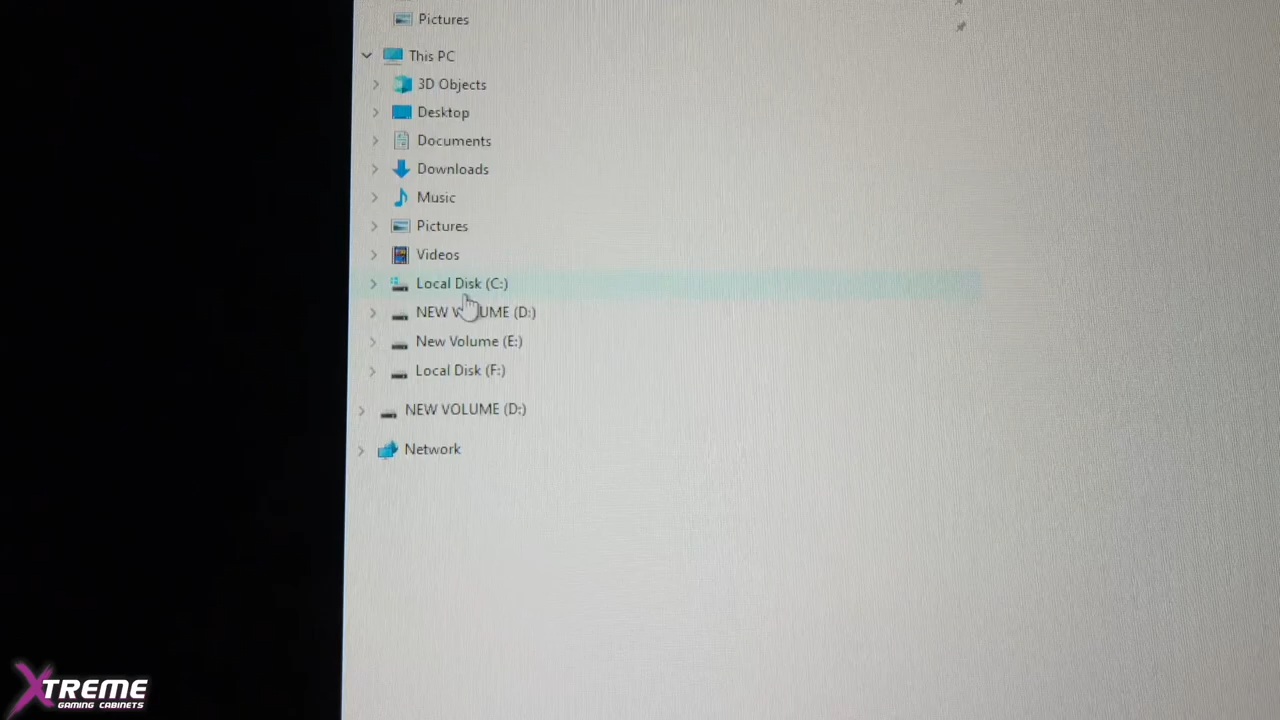 Pictures
This PC
3D Objects
Desktop
Documents
Downloads
Music
Pictures
Videos
Local Disk (C:)
NEW VOLUME (D:)
New Volume (E:)
Local Disk (F:)
NEW VOLUME (D:)
Network
XTREME
GAMING CABINETS